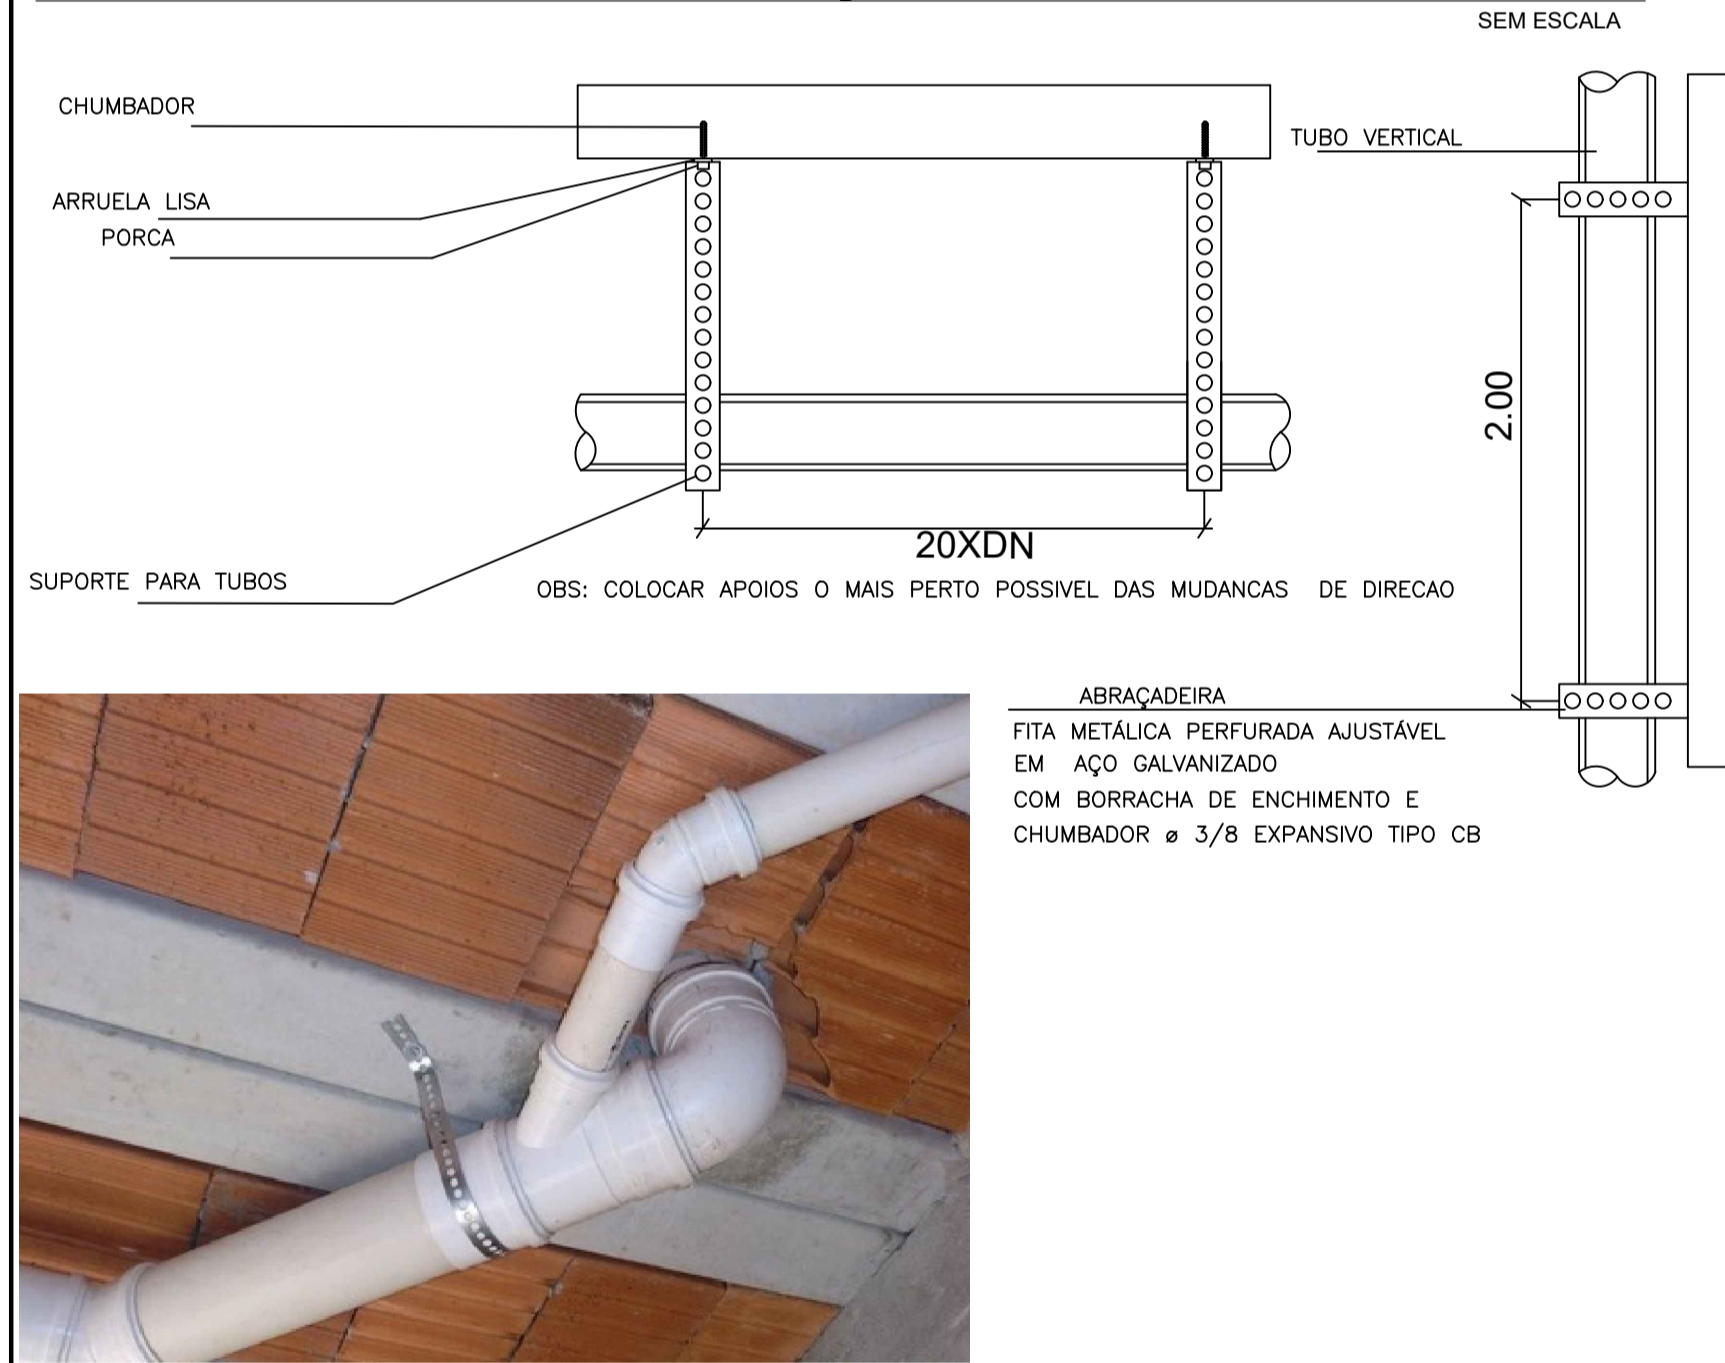 SEM ESCALA
CHUMBADOR
TUBO VERTICAL
ARRUELA LISA
PORCA
2.00
20XDN
SUPORTE PARA TUBOS
OBS: COLOCAR APOIOS O MAIS PERTO POSSIVEL DAS MUDANCAS DE DIRECAO
ABRAÇADEIRA
FITA METÁLICA PERFURADA AJUSTÁVEL
EM AÇO GALVANIZADO
COM BORRACHA DE ENCHIMENTO E
CHUMBADOR ø 3/8 EXPANSIVO TIPO CB